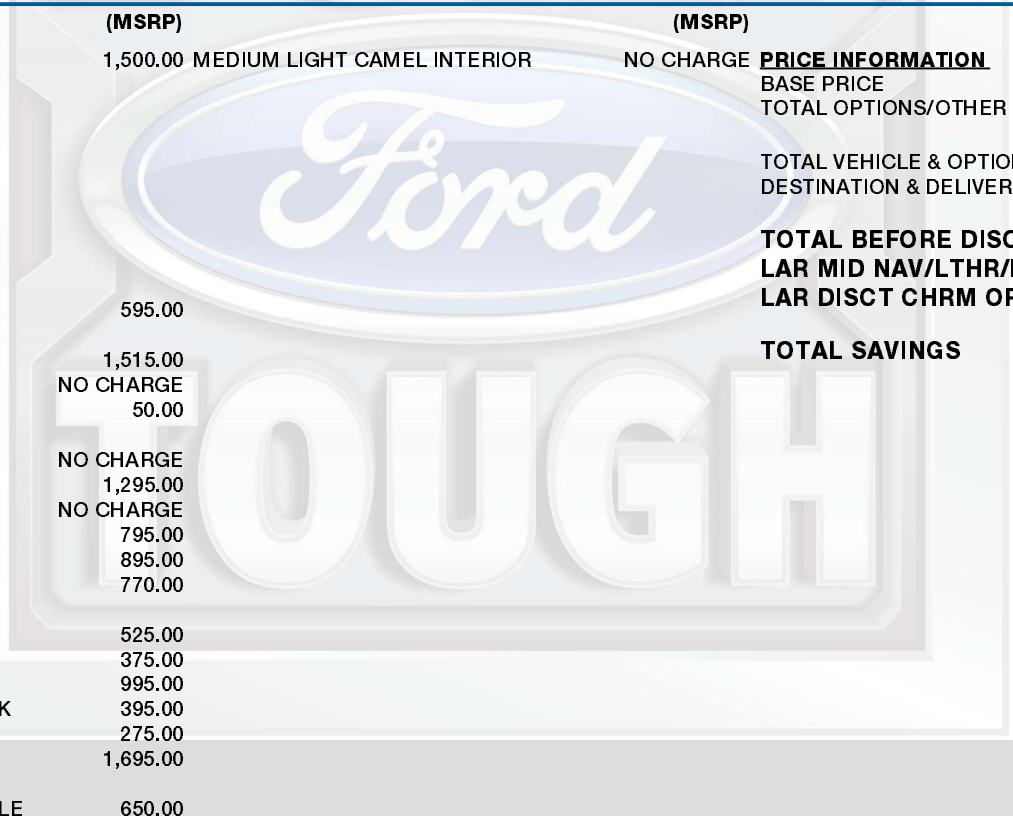 (MSRP) (MSRP)
1,500.00 MEDIUM LIGHT CAMEL INTERIOR NO CHARGE PRICE INFORMATION
BASE PRICE
TOTAL OPTIONS/OTHER
TOTAL VEHICLE & OPTIO
DESTINATION & DELIVER
Ford
TOTAL BEFORE DISC
LAR MID NAV/LTHR/
LAR DISCT CHRM OP
595.00
TOTAL SAVINGS
1,515.00
NO CHARGE
50.00
TOUGH
NO CHARGE
1,295.00
NO CHARGE
795.00
895.00
770.00
525.00
375.00
995.00
K 395.00
275.00
1,695.00
LE 650.00